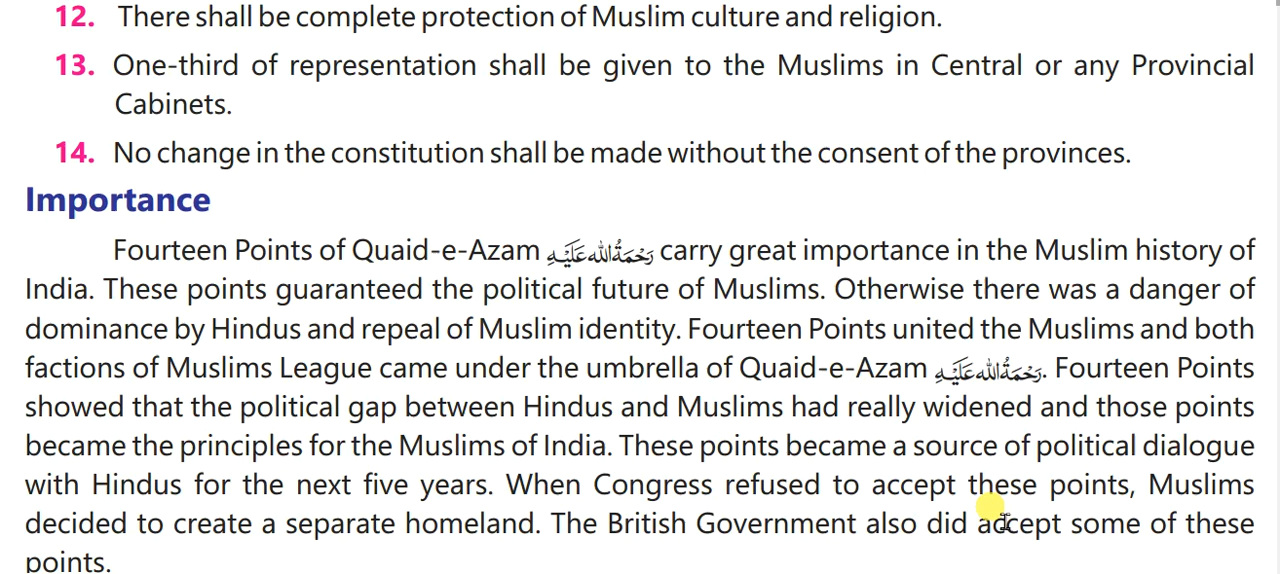 12. There shall be complete protection of Muslim culture and religion.
13. One-third of representation shall be given to the Muslims in Central or any Provincial
Cabinets.
14. No change in the constitution shall be made without the consent of the provinces.
Importance
Fourteen Points of Quaid-e-Azam رَحْمَةُ اللہ عَلَیْہِ carry great importance in the Muslim history of
India. These points guaranteed the political future of Muslims. Otherwise there was a danger of
dominance by Hindus and repeal of Muslim identity. Fourteen Points united the Muslims and both
factions of Muslims League came under the umbrella of Quaid-e-Azam رَحْمَةُ اللہ عَلَیْہِ. Fourteen Points
showed that the political gap between Hindus and Muslims had really widened and those points
became the principles for the Muslims of India. These points became a source of political dialogue
with Hindus for the next five years. When Congress refused to accept these points, Muslims
decided to create a separate homeland. The British Government also did accept some of these
points.